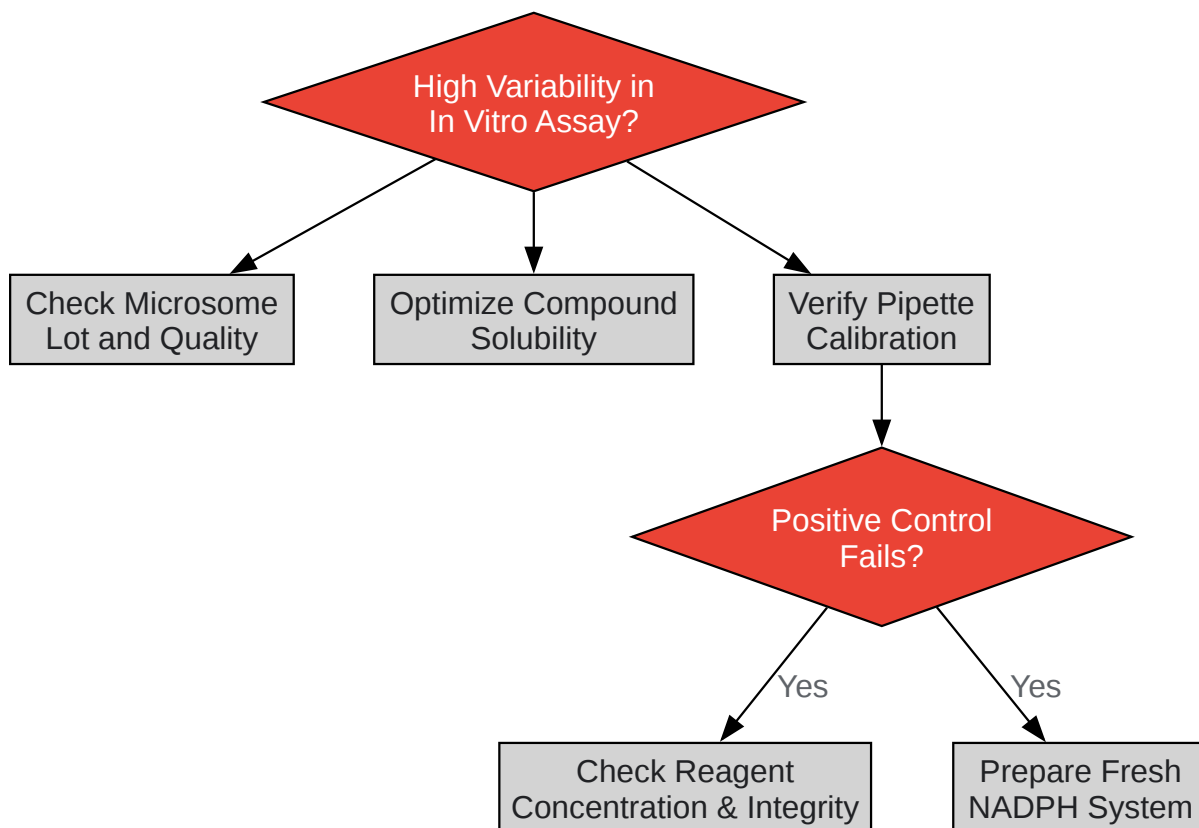 High Variability in
In Vitro Assay?
Check Microsome
Lot and Quality
Optimize Compound
Solubility
Verify Pipette
Calibration
Positive Control
Fails?
Yes
Yes
Check Reagent
Concentration & Integrity
Prepare Fresh
NADPH System